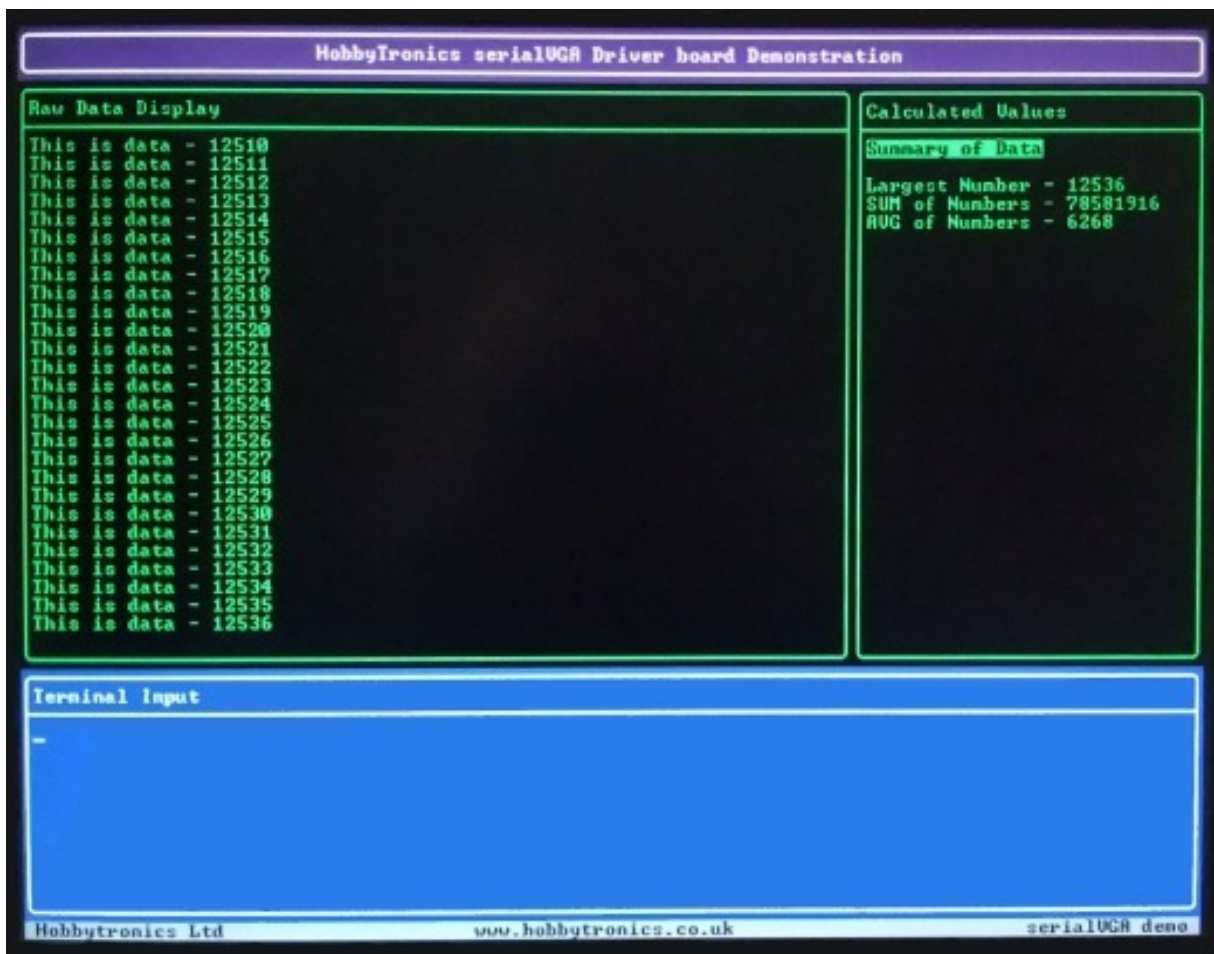 HobbyTronics serialVGA Driver board Demonstration
Raw Data Display
This is data - 12510
This is data - 12511
This is data - 12512
This is data - 12513
This is data - 12514
This is data - 12515
This is data - 12516
This is data - 12517
This is data - 12518
This is data - 12519
This is data - 12520
This is data - 12521
This is data - 12522
This is data - 12523
This is data - 12524
This is data - 12525
This is data - 12526
This is data - 12527
This is data - 12528
This is data - 12529
This is data - 12530
This is data - 12531
This is data - 12532
This is data - 12533
This is data - 12534
This is data - 12535
This is data - 12536
Calculated Values
Summary of Data
Largest Number - 12536
SUM of Numbers - 78581916
AVG of Numbers - 6268
Terminal Input
Hobbytronics Ltd www.hobbytronics.co.uk serialVGA demo